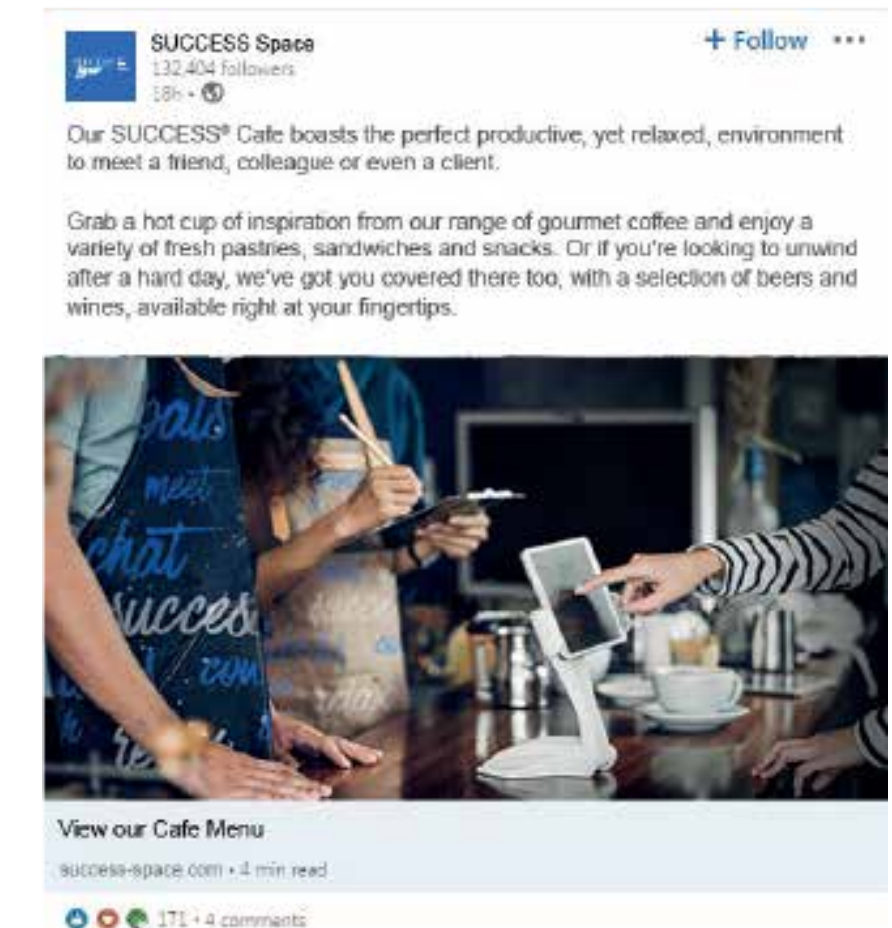 SUCCESS Space
+ Follow
132,404 followers
18h •
Our SUCCESS® Cafe boasts the perfect productive, yet relaxed, environment
to meet a friend, colleague or even a client.
Grab a hot cup of inspiration from our range of gourmet coffee and enjoy a
variety of fresh pastries, sandwiches and snacks. Or if you're looking to unwind
after a hard day, we've got you covered there too, with a selection of beers and
wines, available right at your fingertips.
meet
chat
succes
relax
View our Cafe Menu
success-space.com • 4 min read
171 • 4 comments